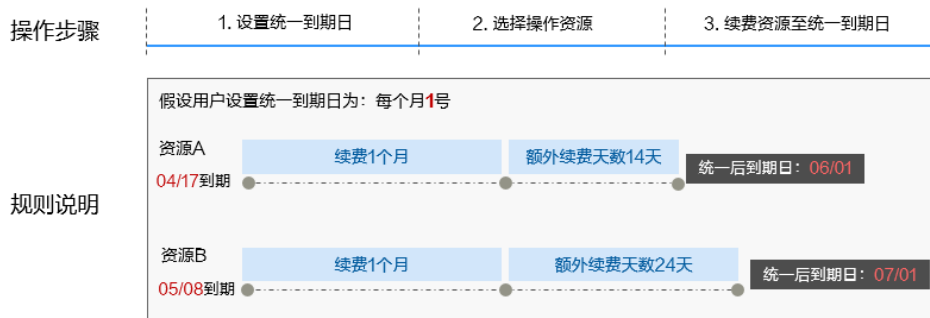 操作步骤
1. 设置统一到期日
2. 选择操作资源
3. 续费资源至统一到期日
规则说明
假设用户设置统一到期日为：每个月1号
资源A
续费1个月
额外续费天数14天
04/17到期
统一后到期日：06/01
资源B
续费1个月
额外续费天数24天
05/08到期
统一后到期日：07/01